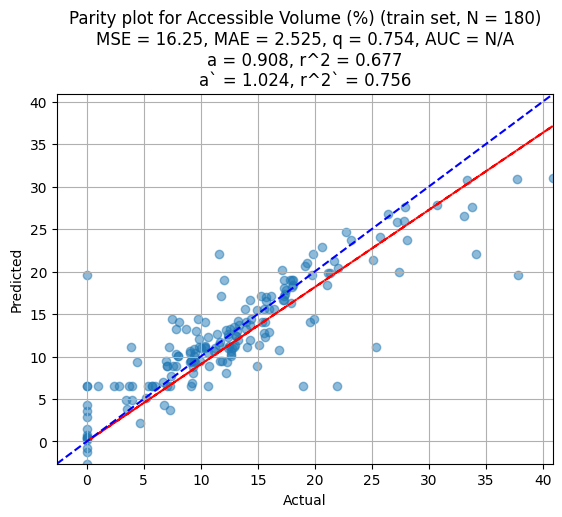 Parity plot for Accessible Volume (%) (train set, N = 180)
MSE = 16.25, MAE = 2.525, q = 0.754, AUC = N/A
a = 0.908, r^2 = 0.677
a` = 1.024, r^2` = 0.756
40
35
30
25
20
15
10
5
0
Predicted
0 5 10 15 20 25 30 35 40
Actual